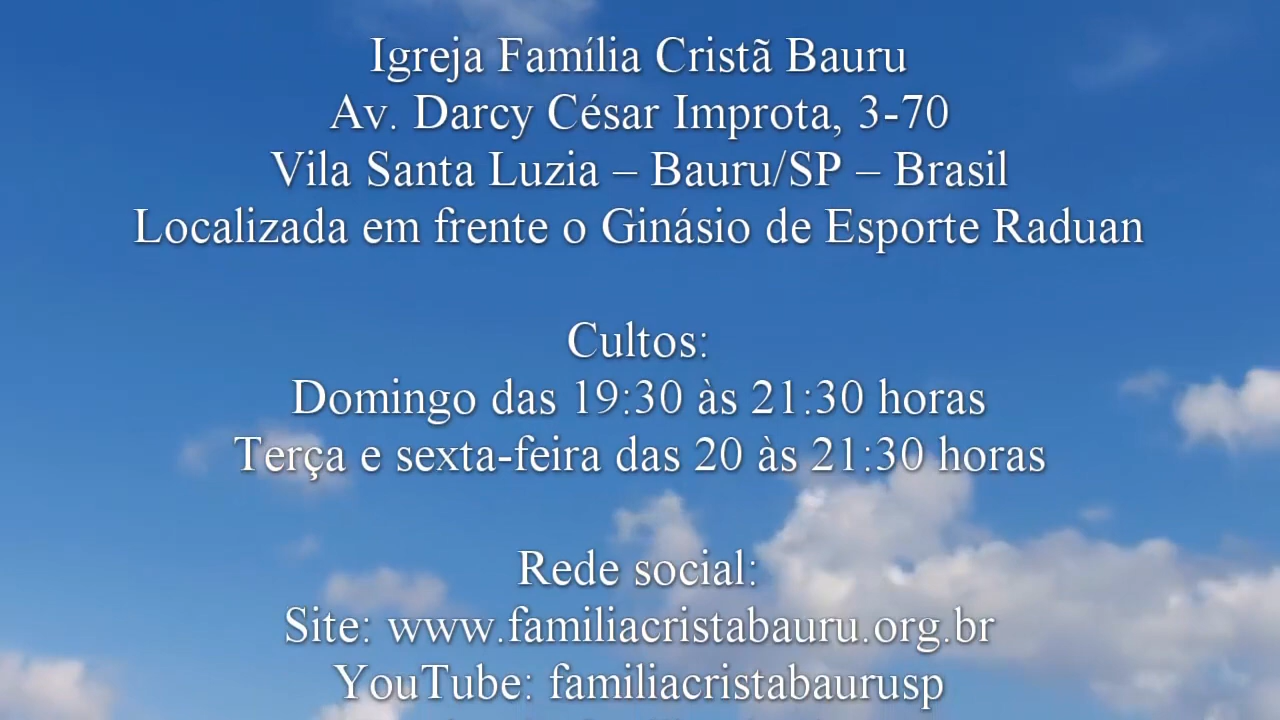 Igreja Família Cristã Bauru
Av. Darcy César Improta, 3-70
Vila Santa Luzia – Bauru/SP – Brasil
Localizada em frente o Ginásio de Esporte Raduan
Cultos:
Domingo das 19:30 às 21:30 horas
Terça e sexta-feira das 20 às 21:30 horas
Rede social:
Site: www.familiacristabauru.org.br
YouTube: familiacristabaurusp